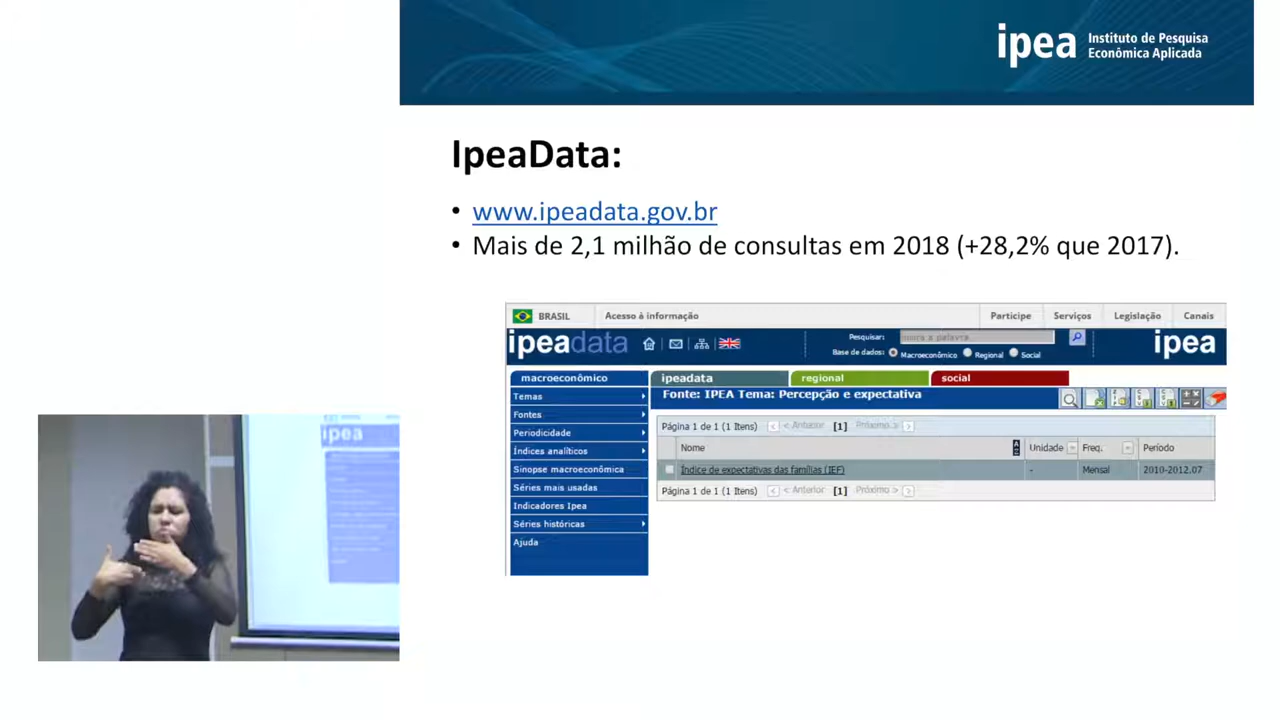 ipea Instituto de Pesquisa
Econômica Aplicada
IpeaData:
• www.ipeadata.gov.br
• Mais de 2,1 milhão de consultas em 2018 (+28,2% que 2017).
BRASIL Acesso à informação Participe Serviços Legislação Canais
ipeadata Pesquisar: ipea
Base de dados: Macroeconômico Regional Social
macroeconômico ipeadata regional social
Temas
Fontes
Periodicidade
Índices analíticos
Sinopse macroeconômica
Séries mais usadas
Indicadores Ipea
Séries históricas
Ajuda
Fonte: IPEA Tema: Percepção e expectativa
Página 1 de 1 (1 Itens) < Anterior [1] Próximo >
Nome Unidade Freq. Período
Índice de expectativas das famílias (IEF) - Mensal 2010-2012.07
Página 1 de 1 (1 Itens) < Anterior [1] Próximo >
ipea